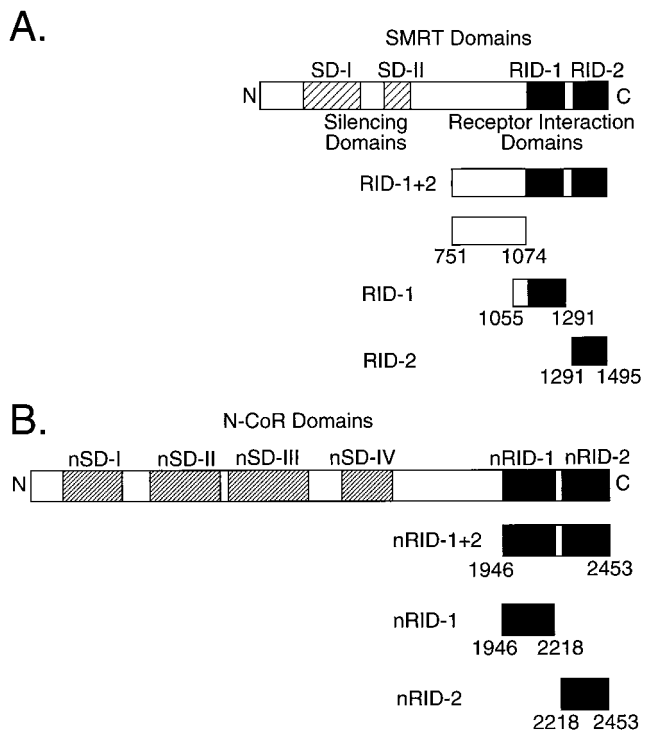 A.
SMRT Domains
SD-I SD-II RID-1 RID-2
N C
Silencing Domains
Receptor Interaction Domains
RID-1+2
751 1074
RID-1
1055 1291
RID-2
1291 1495
B.
N-CoR Domains
nSD-I nSD-II nSD-III nSD-IV nRID-1 nRID-2
N C
nRID-1+2
1946 2453
nRID-1
1946 2218
nRID-2
2218 2453